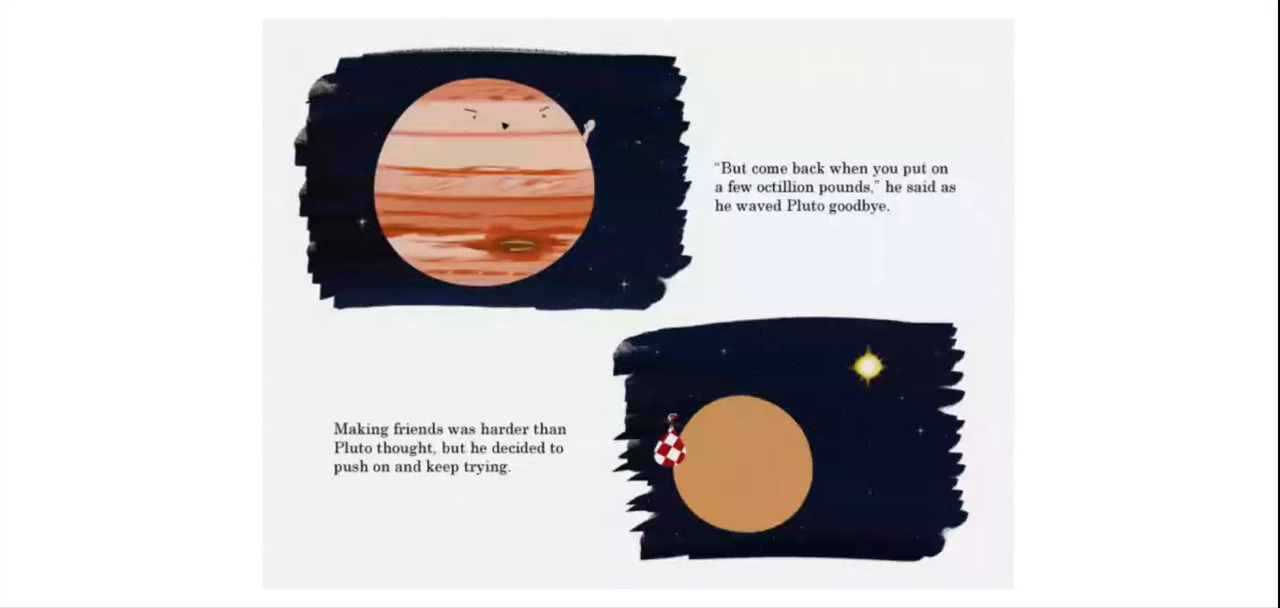 "But come back when you put on
a few octillion pounds," he said as
he waved Pluto goodbye.
Making friends was harder than
Pluto thought, but he decided to
push on and keep trying.